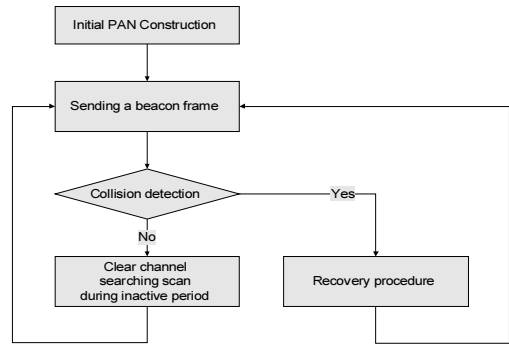 Initial PAN Construction
Sending a beacon frame
Collision detection
Yes
No
Clear channel
searching scan
during inactive period
Recovery procedure